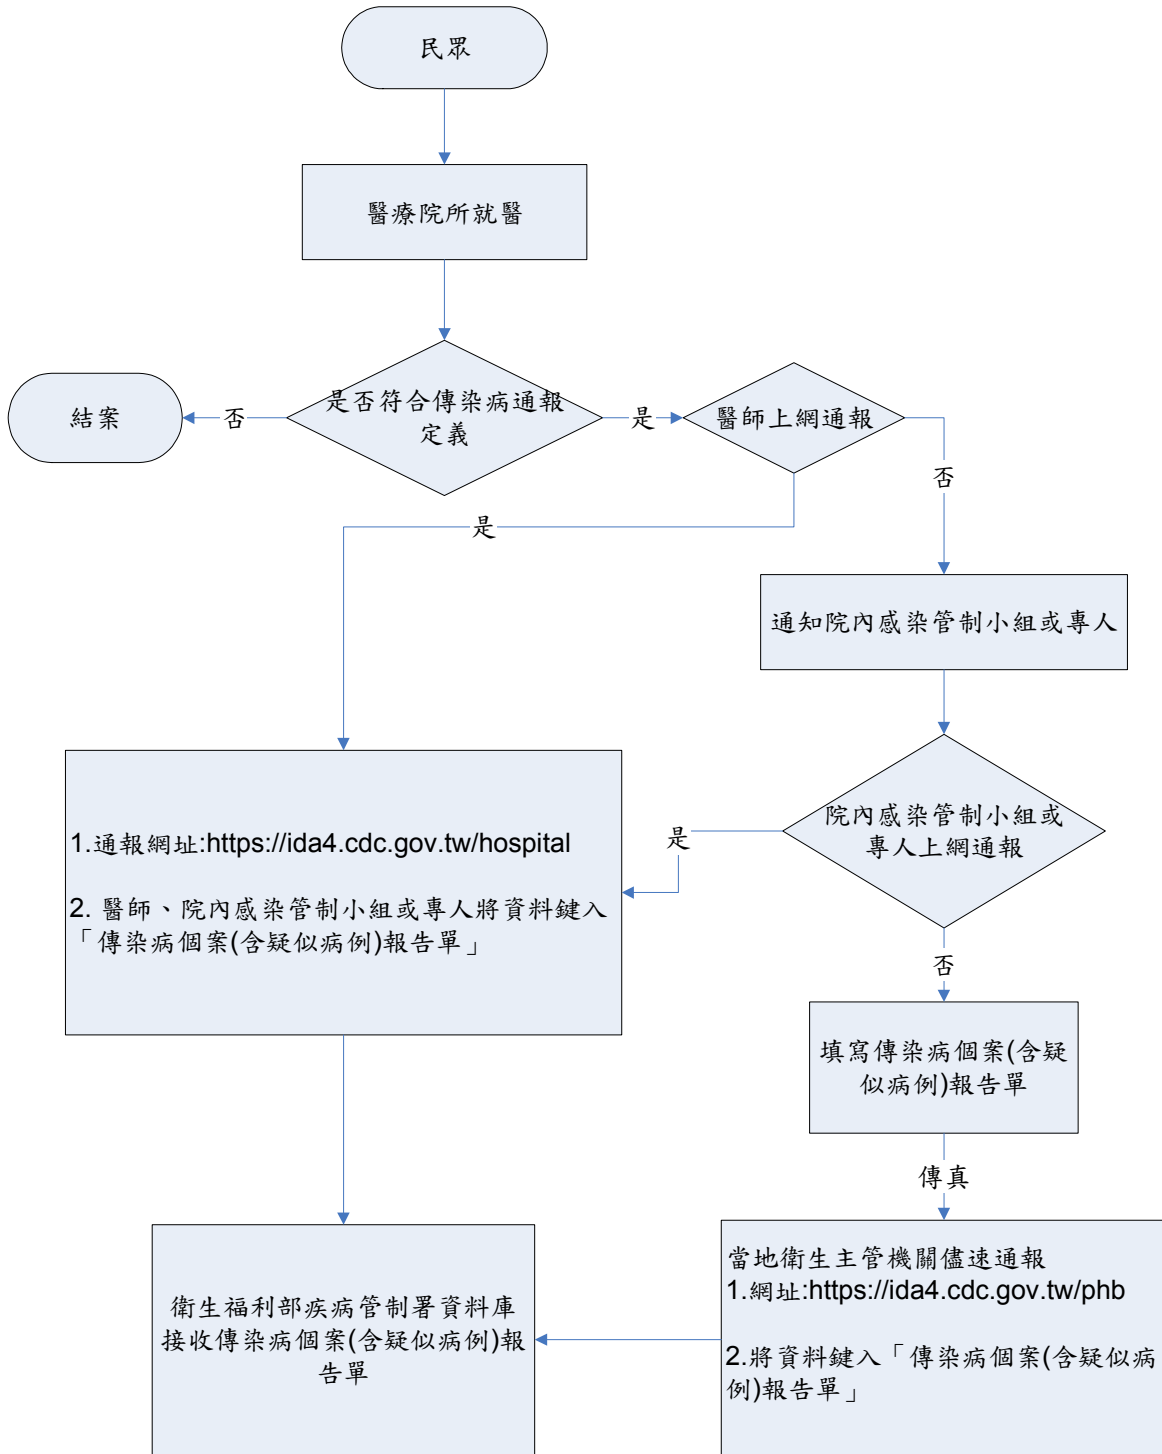 民眾
醫療院所就醫
是否符合傳染病通報
定義
否
結案
是
醫師上網通報
是
否
通知院內感染管制小組或專人
院內感染管制小組或
專人上網通報
是
1.通報網址:https://ida4.cdc.gov.tw/hospital
2. 醫師、院內感染管制小組或專人將資料鍵入
「傳染病個案(含疑似病例)報告單」
否
填寫傳染病個案(含疑
似病例)報告單
傳真
當地衛生主管機關儘速通報
1.網址:https://ida4.cdc.gov.tw/phb
2.將資料鍵入「傳染病個案(含疑似病
例)報告單」
衛生福利部疾病管制署資料庫
接收傳染病個案(含疑似病例)報
告單